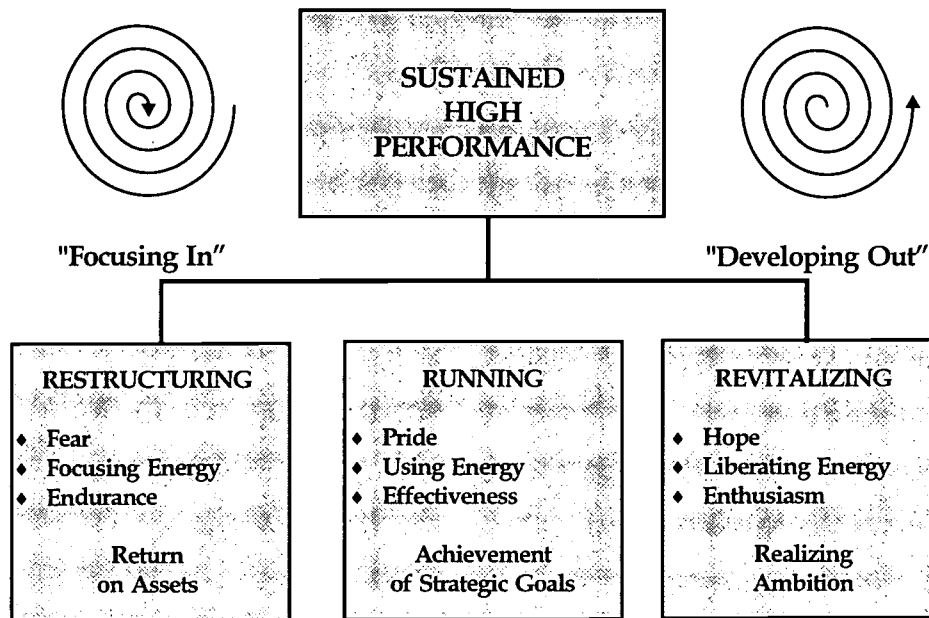 SUSTAINED
HIGH
PERFORMANCE
"Focusing In"
"Developing Out"
RESTRUCTURING
♦ Fear
♦ Focusing Energy
♦ Endurance
Return
on Assets
RUNNING
♦ Pride
♦ Using Energy
♦ Effectiveness
Achievement
of Strategic Goals
REVITALIZING
♦ Hope
♦ Liberating Energy
♦ Enthusiasm
Realizing
Ambition